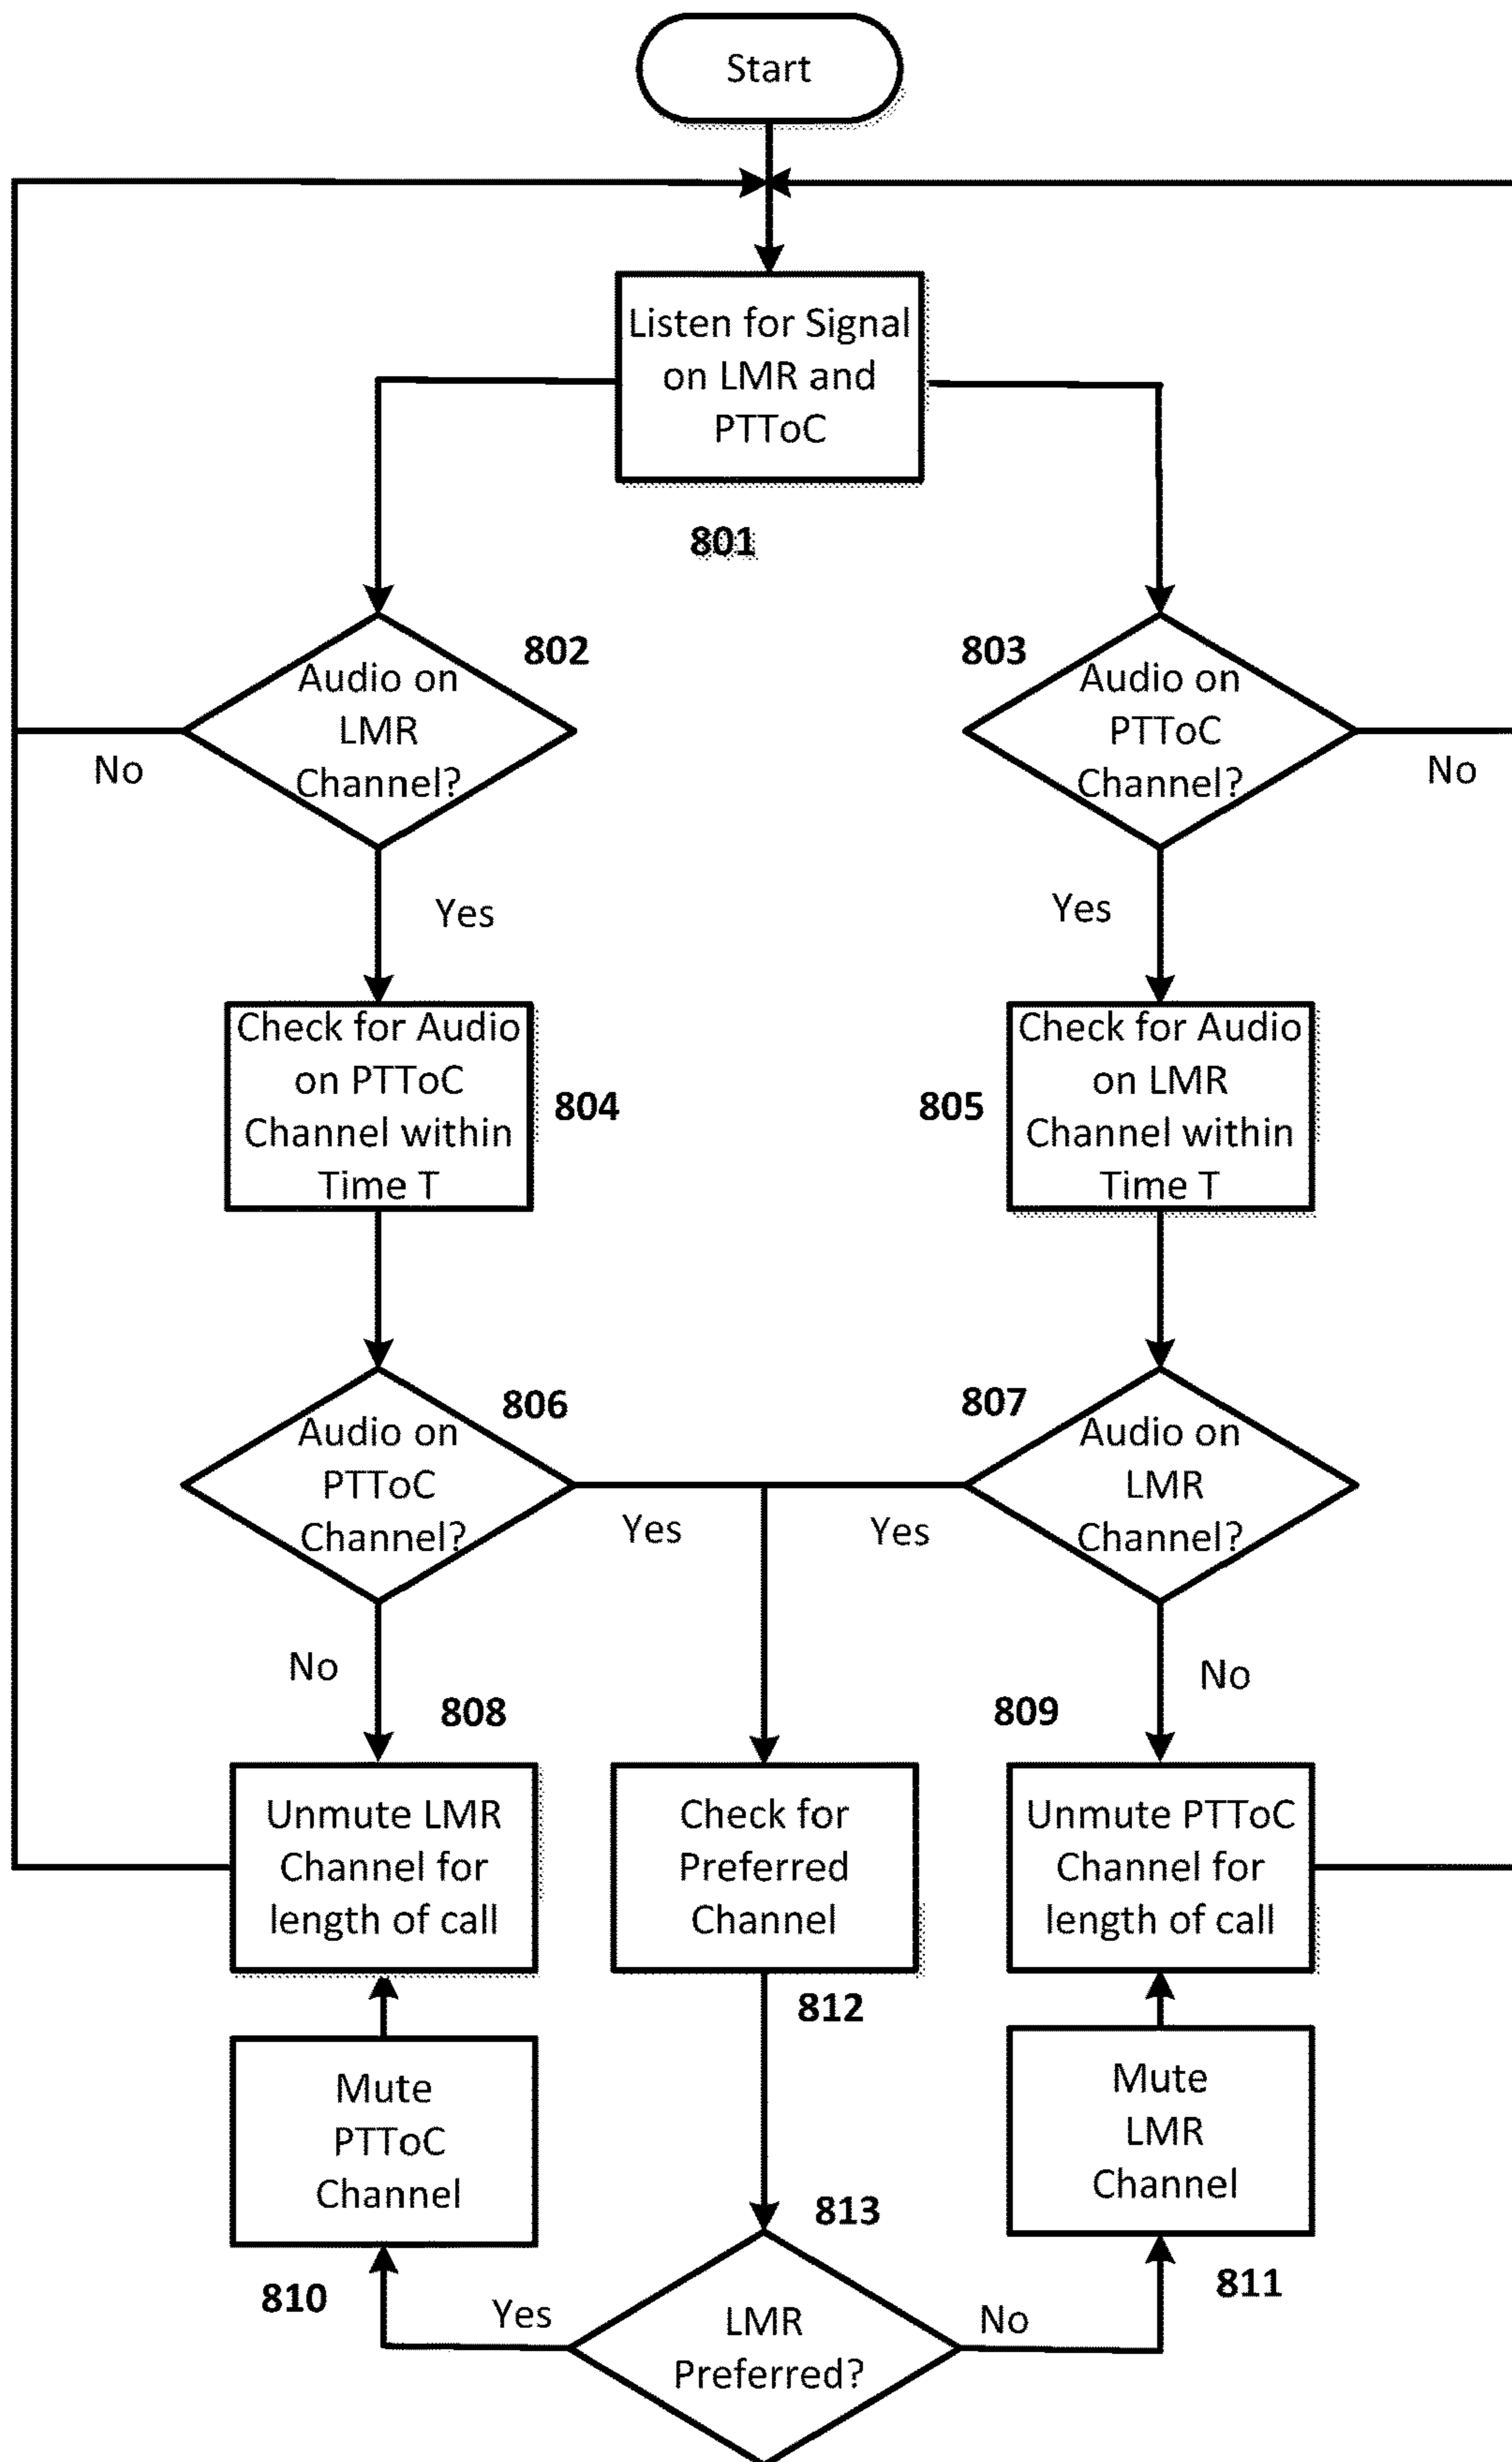 Start
Listen for Signal
on LMR and
PTToC
801
802
Audio on
LMR
Channel?
No
Yes
803
Audio on
PTToC
Channel?
No
Yes
Check for Audio
on PTToC
Channel within
Time T
804
805
Check for Audio
on LMR
Channel within
Time T
806
Audio on
PTToC
Channel?
Yes
No
807
Audio on
LMR
Channel?
Yes
No
808
Unmute LMR
Channel for
length of call
Check for
Preferred
Channel
812
809
Unmute PTToC
Channel for
length of call
Mute
PTToC
Channel
810
Mute
LMR
Channel
811
813
LMR
Preferred?
Yes
No